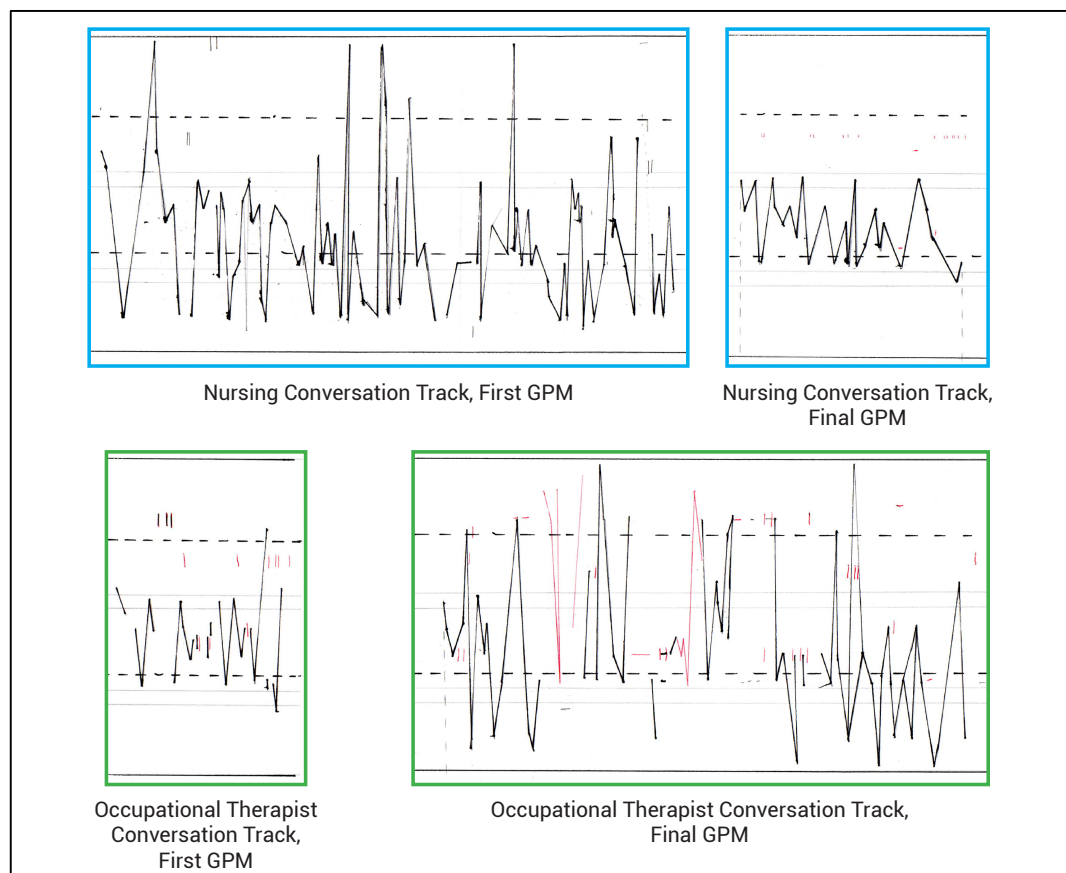 Nursing Conversation Track, First GPM
Nursing Conversation Track,
Final GPM
Occupational Therapist
Conversation Track,
First GPM
Occupational Therapist Conversation Track,
Final GPM